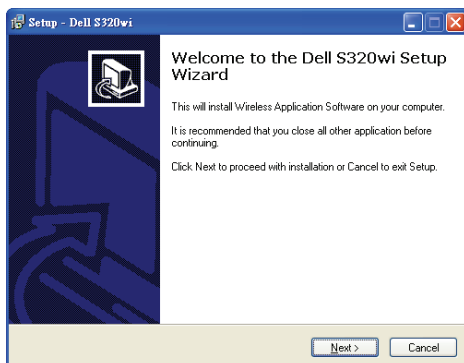 Setup - Dell S320wi
Welcome to the Dell S320wi Setup
Wizard
This will install Wireless Application Software on your computer.
It is recommended that you close all other application before
continuing.
Click Next to proceed with installation or Cancel to exit Setup.
Next >
Cancel